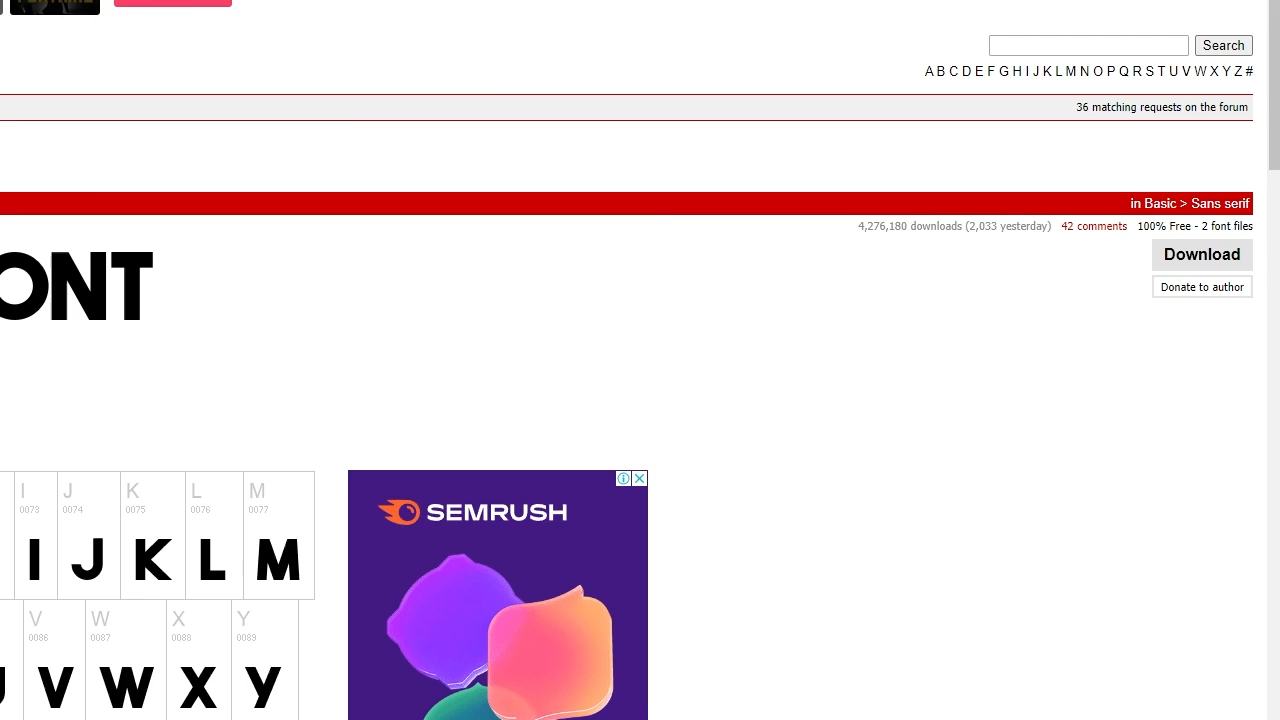 Search
A B C D E F G H I J K L M N O P Q R S T U V W X Y Z #
36 matching requests on the forum
in Basic > Sans serif
4,276,180 downloads (2,033 yesterday) 42 comments 100% Free - 2 font files
ONT
Download
Donate to author
I J K L M
0073 0074 0075 0076 0077
I J K L M
SEMRUSH
V W X Y
0086 0087 0088 0089
V W X Y